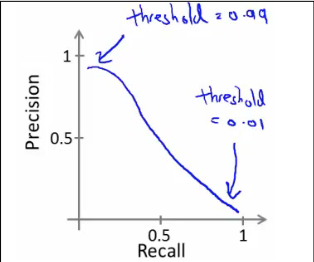 threshold = 0.99
1
threshold
= 0.01
Precision
0.5
0.5
1
Recall